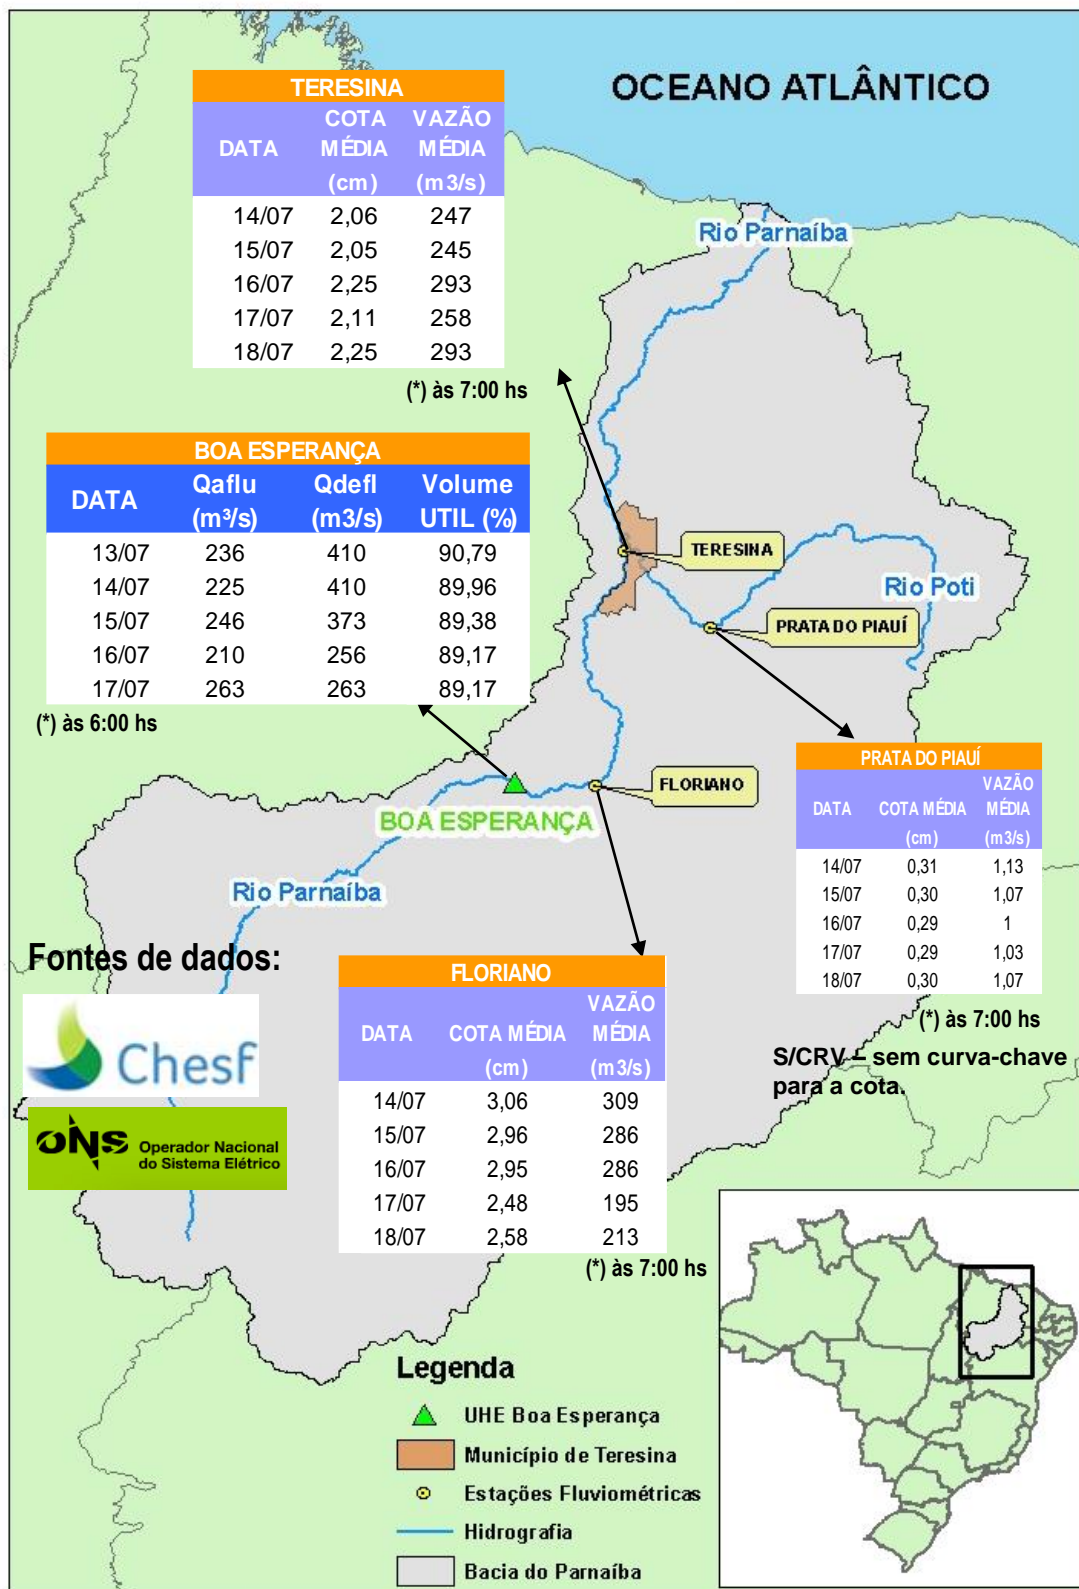 OCEANO ATLÂNTICO
TERESINA
DATA COTA MÉDIA (cm) VAZÃO MÉDIA (m3/s)
14/07 2,06 247
15/07 2,05 245
16/07 2,25 293
17/07 2,11 258
18/07 2,25 293
(*) às 7:00 hs
Rio Parnaíba
BOA ESPERANÇA
DATA Qaflu (m³/s) Qdefl (m3/s) Volume UTIL (%)
13/07 236 410 90,79
14/07 225 410 89,96
15/07 246 373 89,38
16/07 210 256 89,17
17/07 263 263 89,17
(*) às 6:00 hs
TERESINA
Rio Poti
PRATA DO PIAUÍ
FLORIANO
BOA ESPERANÇA
Rio Parnaíba
PRATA DO PIAUÍ
DATA COTA MÉDIA (cm) VAZÃO MÉDIA (m3/s)
14/07 0,31 1,13
15/07 0,30 1,07
16/07 0,29 1
17/07 0,29 1,03
18/07 0,30 1,07
(*) às 7:00 hs
S/CRV – sem curva-chave
para a cota.
Fontes de dados:
Chesf
ONS Operador Nacional
do Sistema Elétrico
FLORIANO
DATA COTA MÉDIA (cm) VAZÃO MÉDIA (m3/s)
14/07 3,06 309
15/07 2,96 286
16/07 2,95 286
17/07 2,48 195
18/07 2,58 213
(*) às 7:00 hs
Legenda
UHE Boa Esperança
Município de Teresina
Estações Fluviométricas
Hidrografia
Bacia do Parnaíba